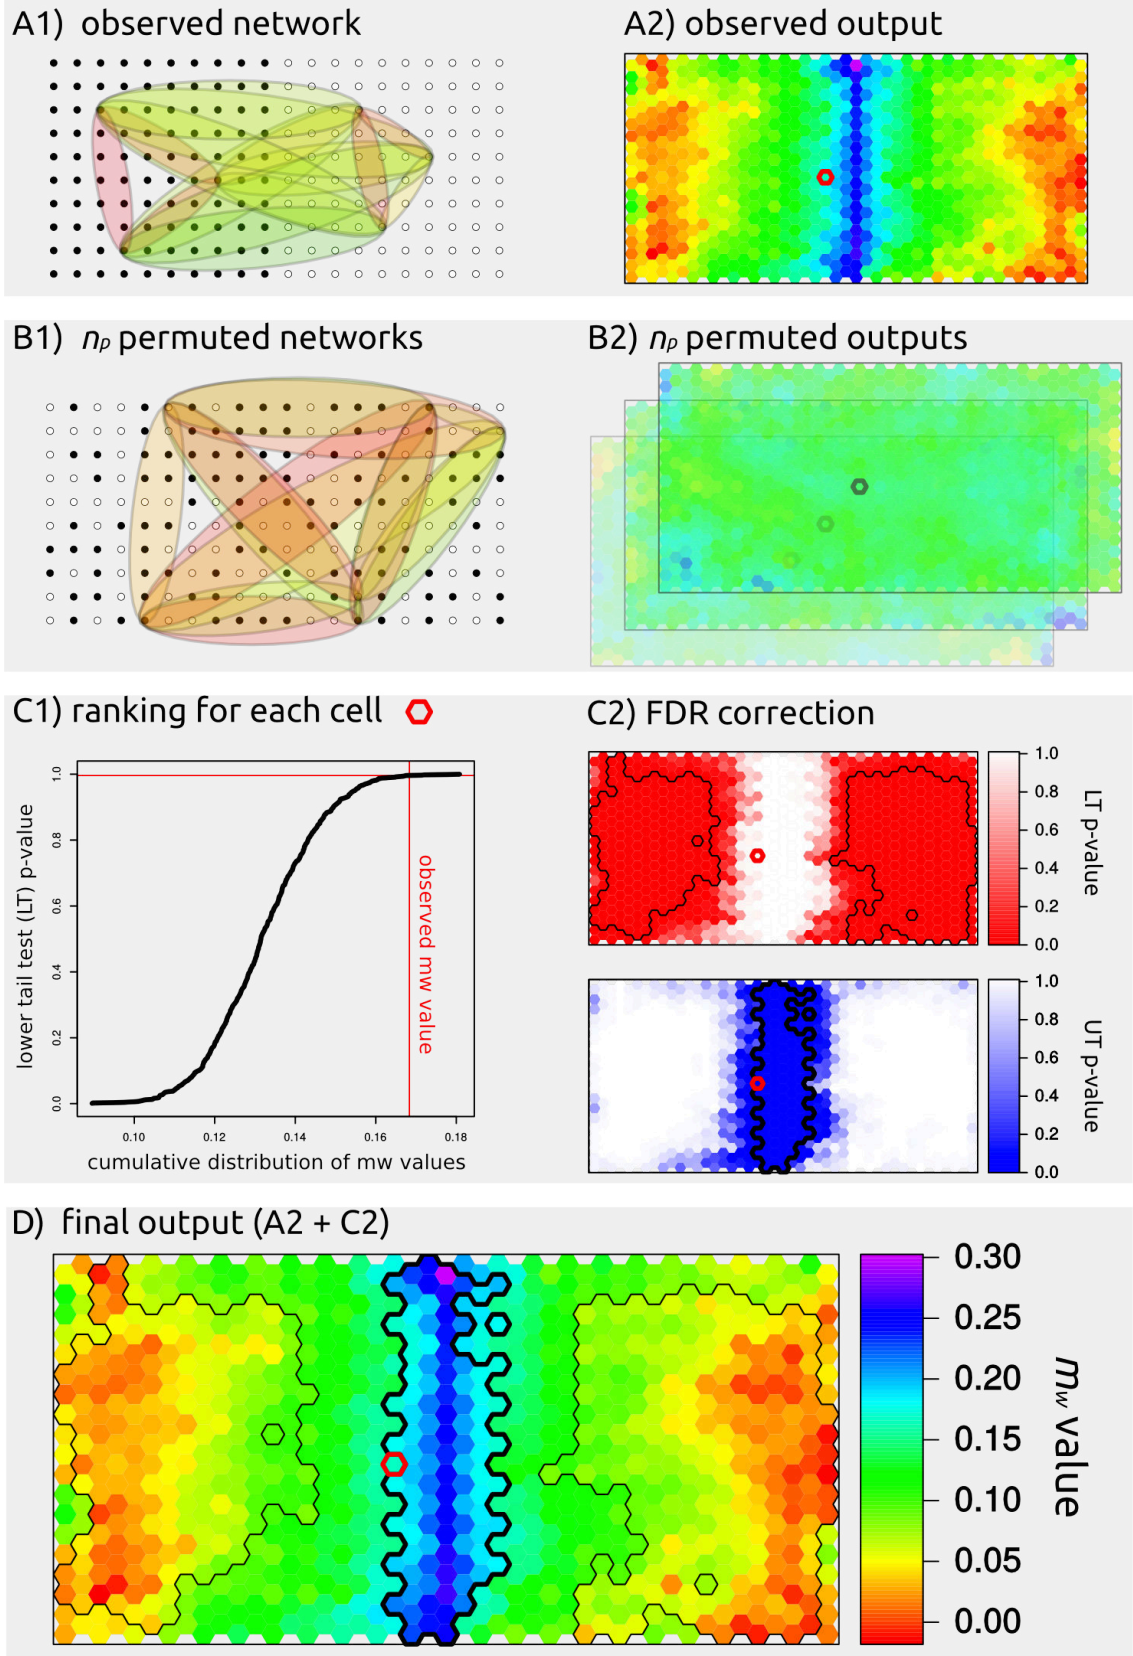 A1) observed network
A2) observed output
B1) np permuted networks
B2) np permuted outputs
C1) ranking for each cell
C2) FDR correction
lower tail test (LT) p-value
1.0
0.8
0.6
0.4
0.2
0.0
observed mw value
0.10 0.12 0.14 0.16 0.18
cumulative distribution of mw values
1.0
0.8
0.6
0.4
0.2
0.0
LT p-value
1.0
0.8
0.6
0.4
0.2
0.0
UT p-value
D) final output (A2 + C2)
0.30
0.25
0.20
0.15
0.10
0.05
0.00
mw value